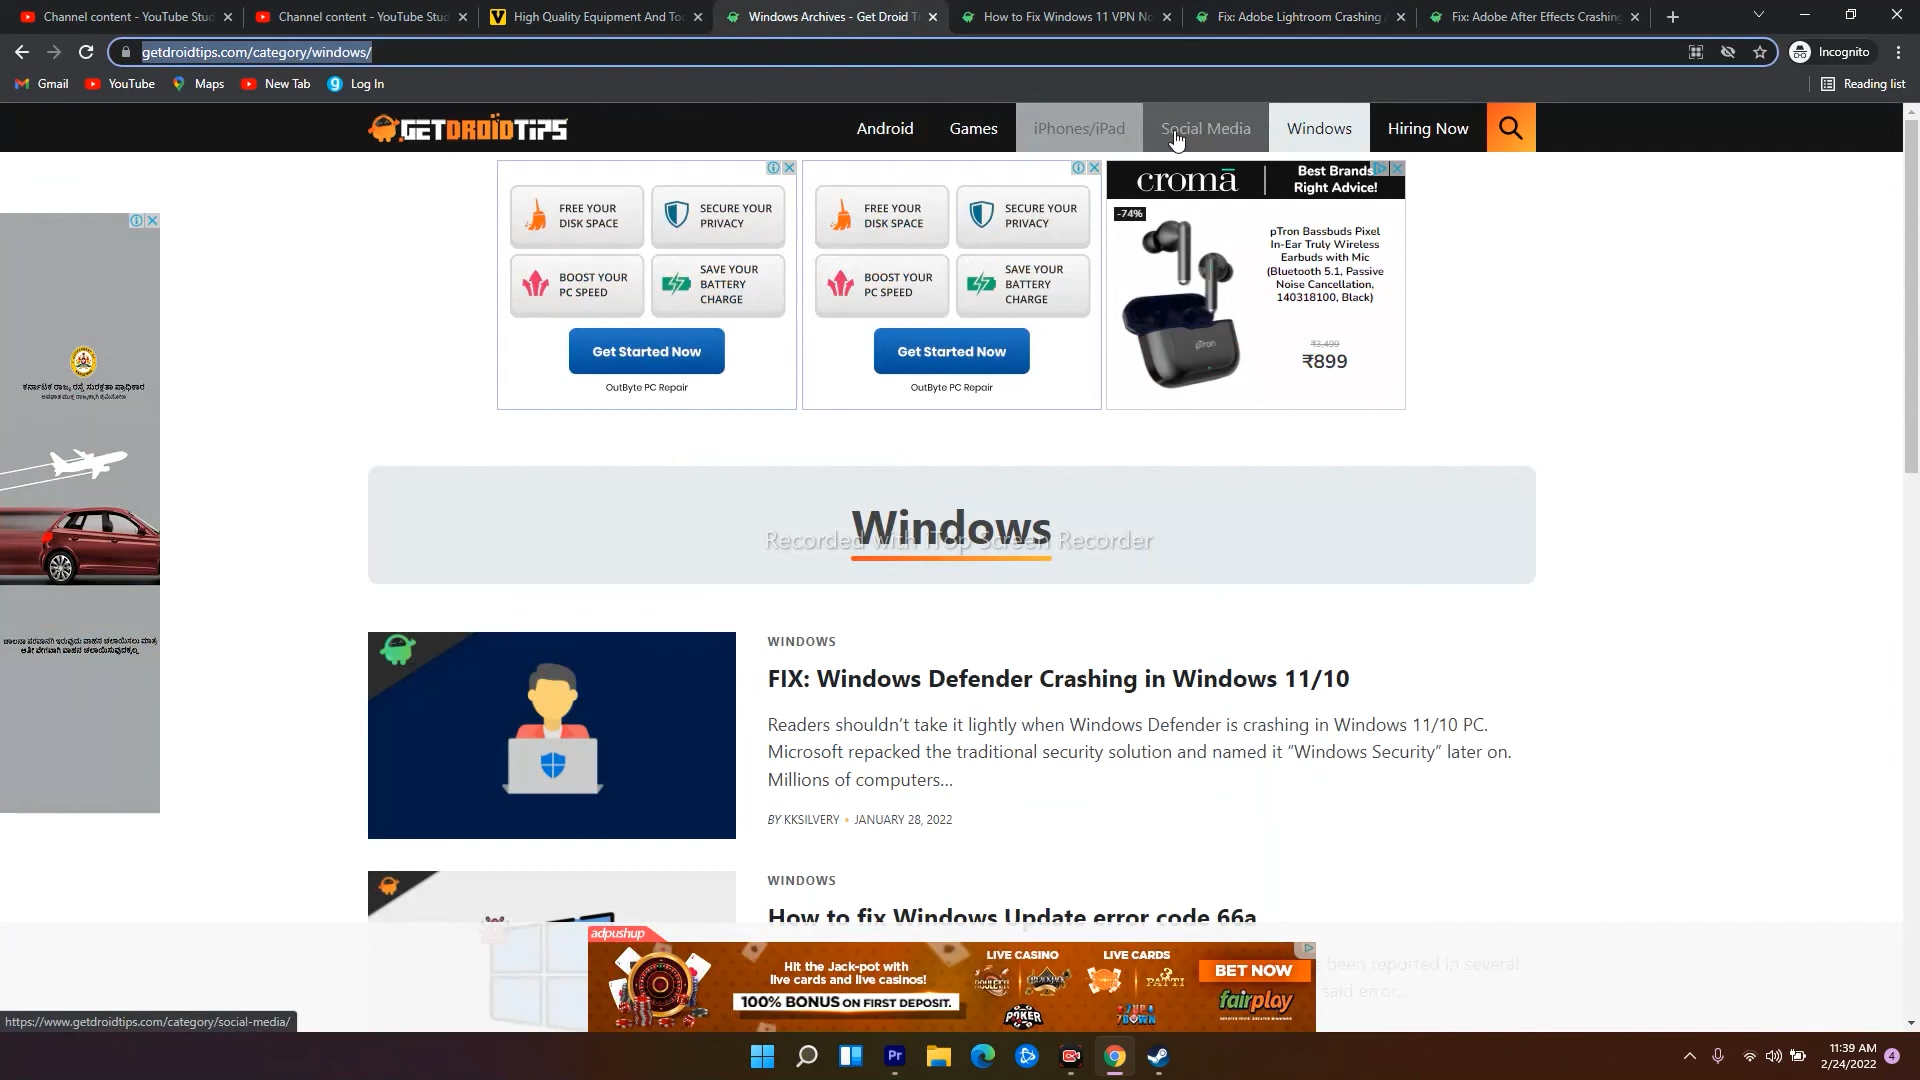 Channel content - YouTube Stud
Channel content - YouTube Stud
High Quality Equipment And Too
Windows Archives - Get Droid T
How to Fix Windows 11 VPN No
Fix: Adobe Lightroom Crashing
Fix: Adobe After Effects Crashing
getdroidtips.com/category/windows/
Incognito
Gmail
YouTube
Maps
New Tab
Log In
Reading list
GETDROIDTIPS
Android
Games
iPhones/iPad
Social Media
Windows
Hiring Now
FREE YOUR
DISK SPACE
SECURE YOUR
PRIVACY
BOOST YOUR
PC SPEED
SAVE YOUR
BATTERY
CHARGE
Get Started Now
OutByte PC Repair
FREE YOUR
DISK SPACE
SECURE YOUR
PRIVACY
BOOST YOUR
PC SPEED
SAVE YOUR
BATTERY
CHARGE
Get Started Now
OutByte PC Repair
cromā
Best Brands
Right Advice!
-74%
pTron Bassbuds Pixel
In-Ear Truly Wireless
Earbuds with Mic
(Bluetooth 5.1, Passive
Noise Cancellation,
140318100, Black)
₹3,499
₹899
pTron
ಕರ್ನಾಟಕ ರಾಜ್ಯ ರಸ್ತೆ ಸುರಕ್ಷತಾ ಪ್ರಾಧಿಕಾರ
Windows
Recorded with iTop Screen Recorder
WINDOWS
FIX: Windows Defender Crashing in Windows 11/10
Readers shouldn't take it lightly when Windows Defender is crashing in Windows 11/10 PC.
Microsoft repacked the traditional security solution and named it “Windows Security” later on.
Millions of computers…
BY KKSILVERY • JANUARY 28, 2022
WINDOWS
How to fix Windows Update error code 66a
been reported in several
said error…
adpushup
Hit the Jack-pot with
live cards and live casinos!
100% BONUS ON FIRST DEPOSIT.
LIVE CASINO
ROULETTE
BLACKJACK
POKER
LIVE CARDS
PATTI
7UP
7DOWN
BET NOW
fairplay
https://www.getdroidtips.com/category/social-media/
Pr
11:39 AM
2/24/2022
4